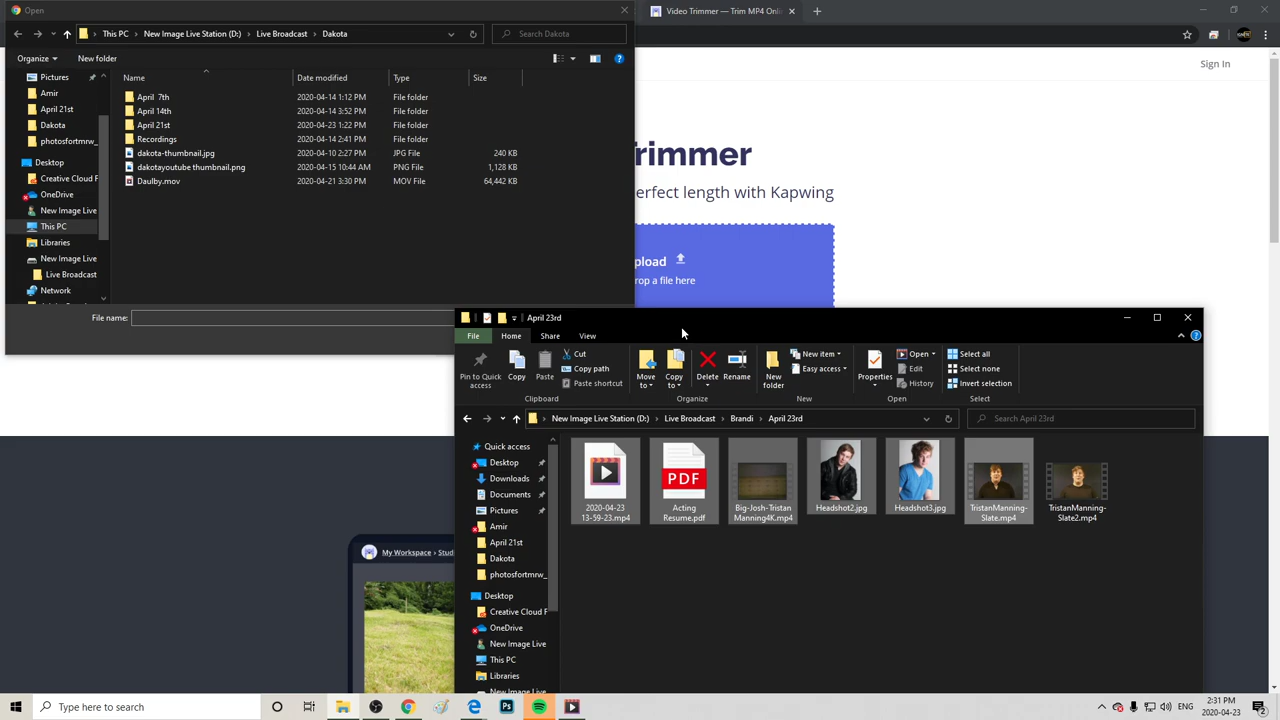 Open
This PC
New Image Live Station (D:)
Live Broadcast
Dakota
Search Dakota
Organize
New folder
Name
Date modified
Type
Size
Pictures
Amir
April 21st
Dakota
photosfortmrw_
Desktop
Creative Cloud F
OneDrive
New Image Live
This PC
Libraries
New Image Live
Live Broadcast
Network
April 7th 2020-04-14 1:12 PM File folder
April 14th 2020-04-14 3:52 PM File folder
April 21st 2020-04-23 1:22 PM File folder
Recordings 2020-04-14 2:41 PM File folder
dakota-thumbnail.jpg 2020-04-10 2:27 PM JPG File 240 KB
dakotayoutube thumbnail.png 2020-04-15 10:44 AM PNG File 1,128 KB
Daulby.mov 2020-04-21 3:30 PM MOV File 64,442 KB
File name:
Video Trimmer — Trim MP4 Onli
Sign In
rimmer
erfect length with Kapwing
pload
rop a file here
My Workspace › Stud
April 23rd
File
Home
Share
View
Pin to Quick
access
Copy
Paste
Cut
Copy path
Paste shortcut
Clipboard
Move
to
Copy
to
Delete
Rename
Organize
New
folder
New item
Easy access
New
Properties
Open
Edit
History
Open
Select all
Select none
Invert selection
Select
New Image Live Station (D:)
Live Broadcast
Brandi
April 23rd
Search April 23rd
Quick access
Desktop
Downloads
Documents
Pictures
Amir
April 21st
Dakota
photosfortmrw_
Desktop
Creative Cloud F
OneDrive
New Image Live
This PC
Libraries
New Image Live
2020-04-23
13-59-23.mp4
PDF
Acting
Resume.pdf
Big-Josh-Tristan
Manning4K.mp4
Headshot2.jpg
Headshot3.jpg
TristanManning-
Slate.mp4
TristanManning-
Slate2.mp4
Type here to search
Ps
ENG
2:31 PM
2020-04-23
2